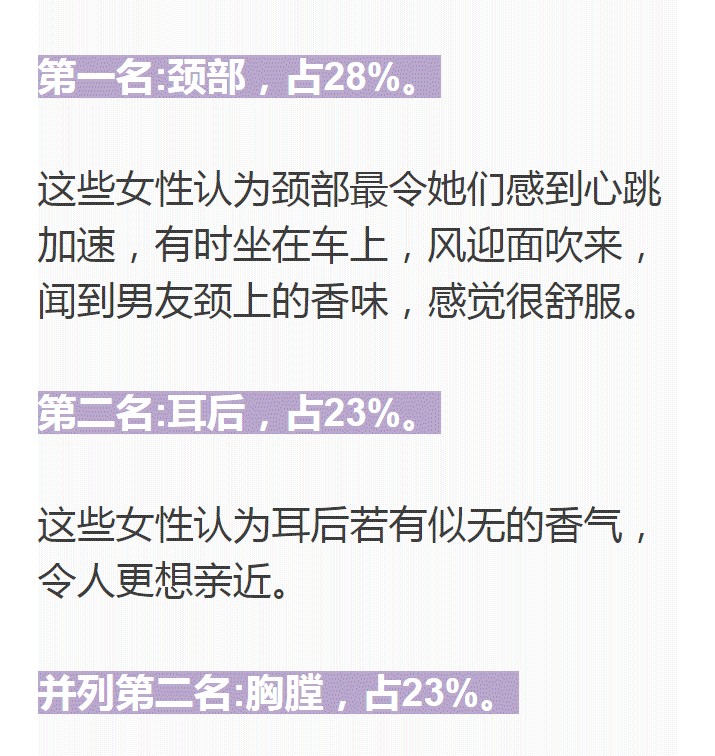 第一名:颈部，占28%。
这些女性认为颈部最令她们感到心跳
加速，有时坐在车上，风迎面吹来，
闻到男友颈上的香味，感觉很舒服。
第二名:耳后，占23%。
这些女性认为耳后若有似无的香气，
令人更想亲近。
并列第二名:胸膛，占23%。